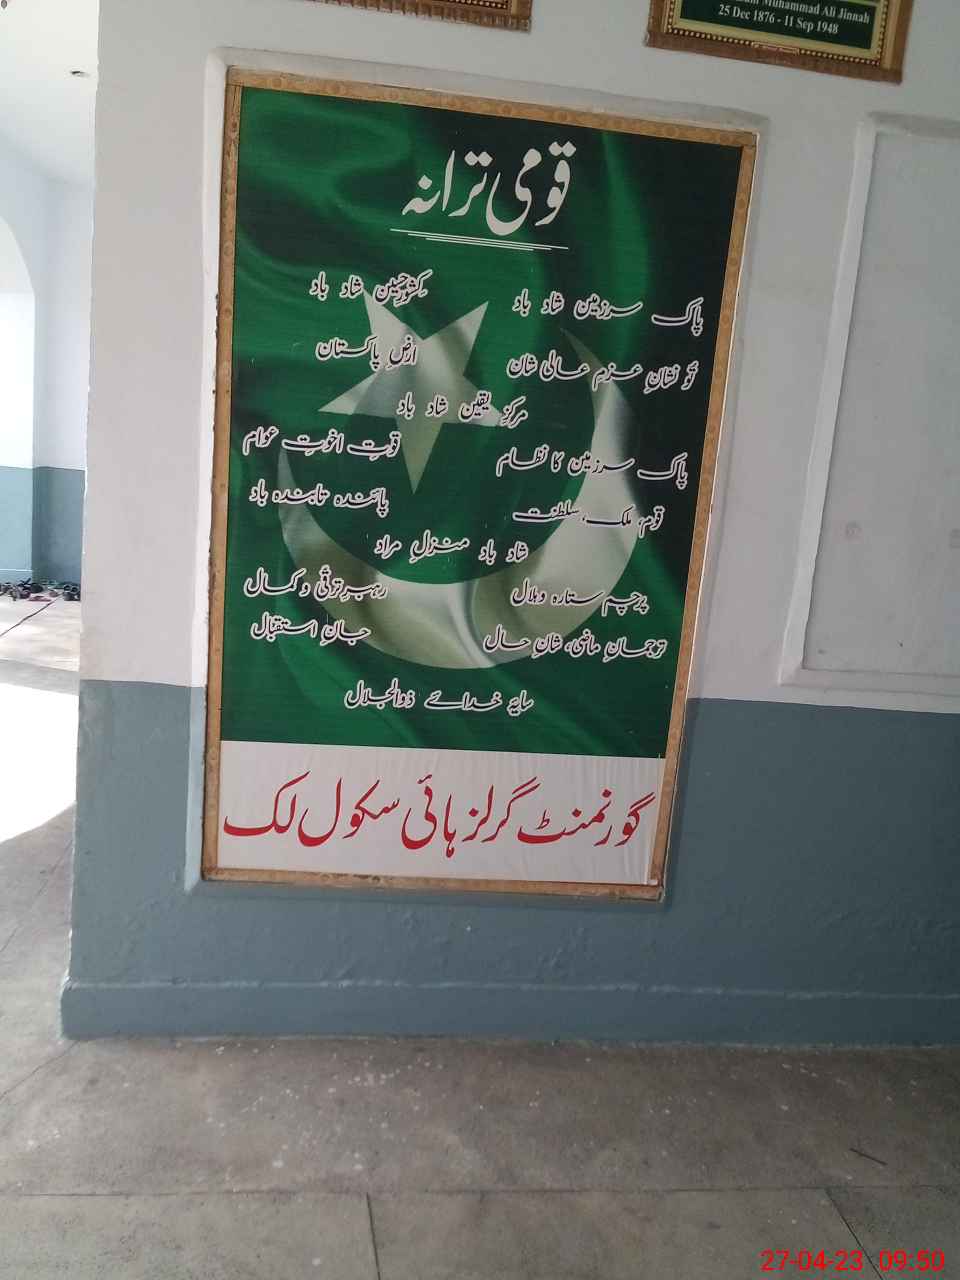 Muhammad Ali Jinnah
25 Dec 1876 - 11 Sep 1948
قومی ترانہ
پاک سرزمین شاد باد کشورِ حسین شاد باد
تو نشانِ عزمِ عالی شان ارضِ پاکستان
مرکزِ یقین شاد باد
پاک سرزمین کا نظام قوتِ اخوتِ عوام
قوم، ملک، سلطنت پائندہ تابندہ باد
شاد باد منزلِ مراد
پرچمِ ستارہ و ہلال رہبرِ ترقی و کمال
ترجمانِ ماضی، شانِ حال جانِ استقبال
سایۂ خدائے ذوالجلال
گورنمنٹ گرلز ہائی سکول لک
27-04-23 09:50